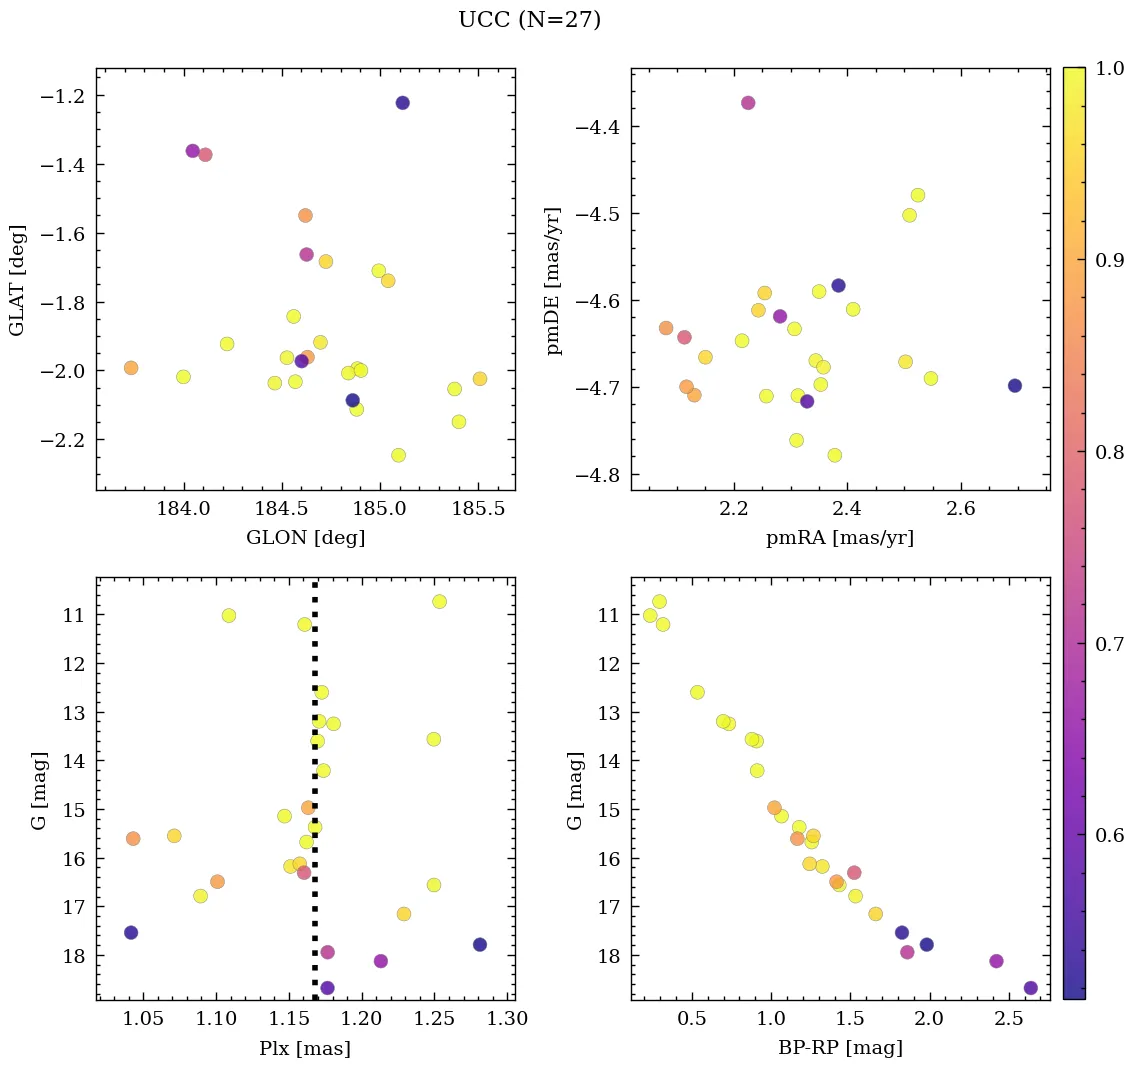 UCC (N=27)
−1.2
−1.4
−1.6
−1.8
−2.0
−2.2
GLAT [deg]
184.0 184.5 185.0 185.5
GLON [deg]
−4.4
−4.5
−4.6
−4.7
−4.8
pmDE [mas/yr]
2.2 2.4 2.6
pmRA [mas/yr]
11
12
13
14
15
16
17
18
G [mag]
1.05 1.10 1.15 1.20 1.25 1.30
Plx [mas]
11
12
13
14
15
16
17
18
G [mag]
0.5 1.0 1.5 2.0 2.5
BP-RP [mag]
1.0
0.9
0.8
0.7
0.6